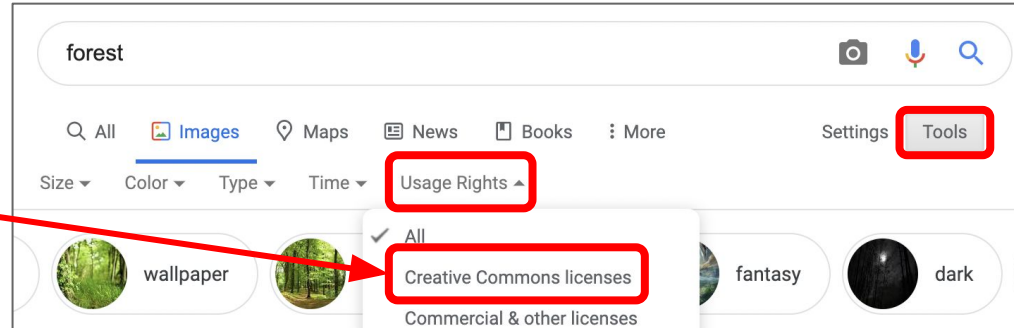 forest
All Images Maps News Books More Settings Tools
Size Color Type Time Usage Rights
All
wallpaper fantasy dark
Creative Commons licenses
Commercial & other licenses